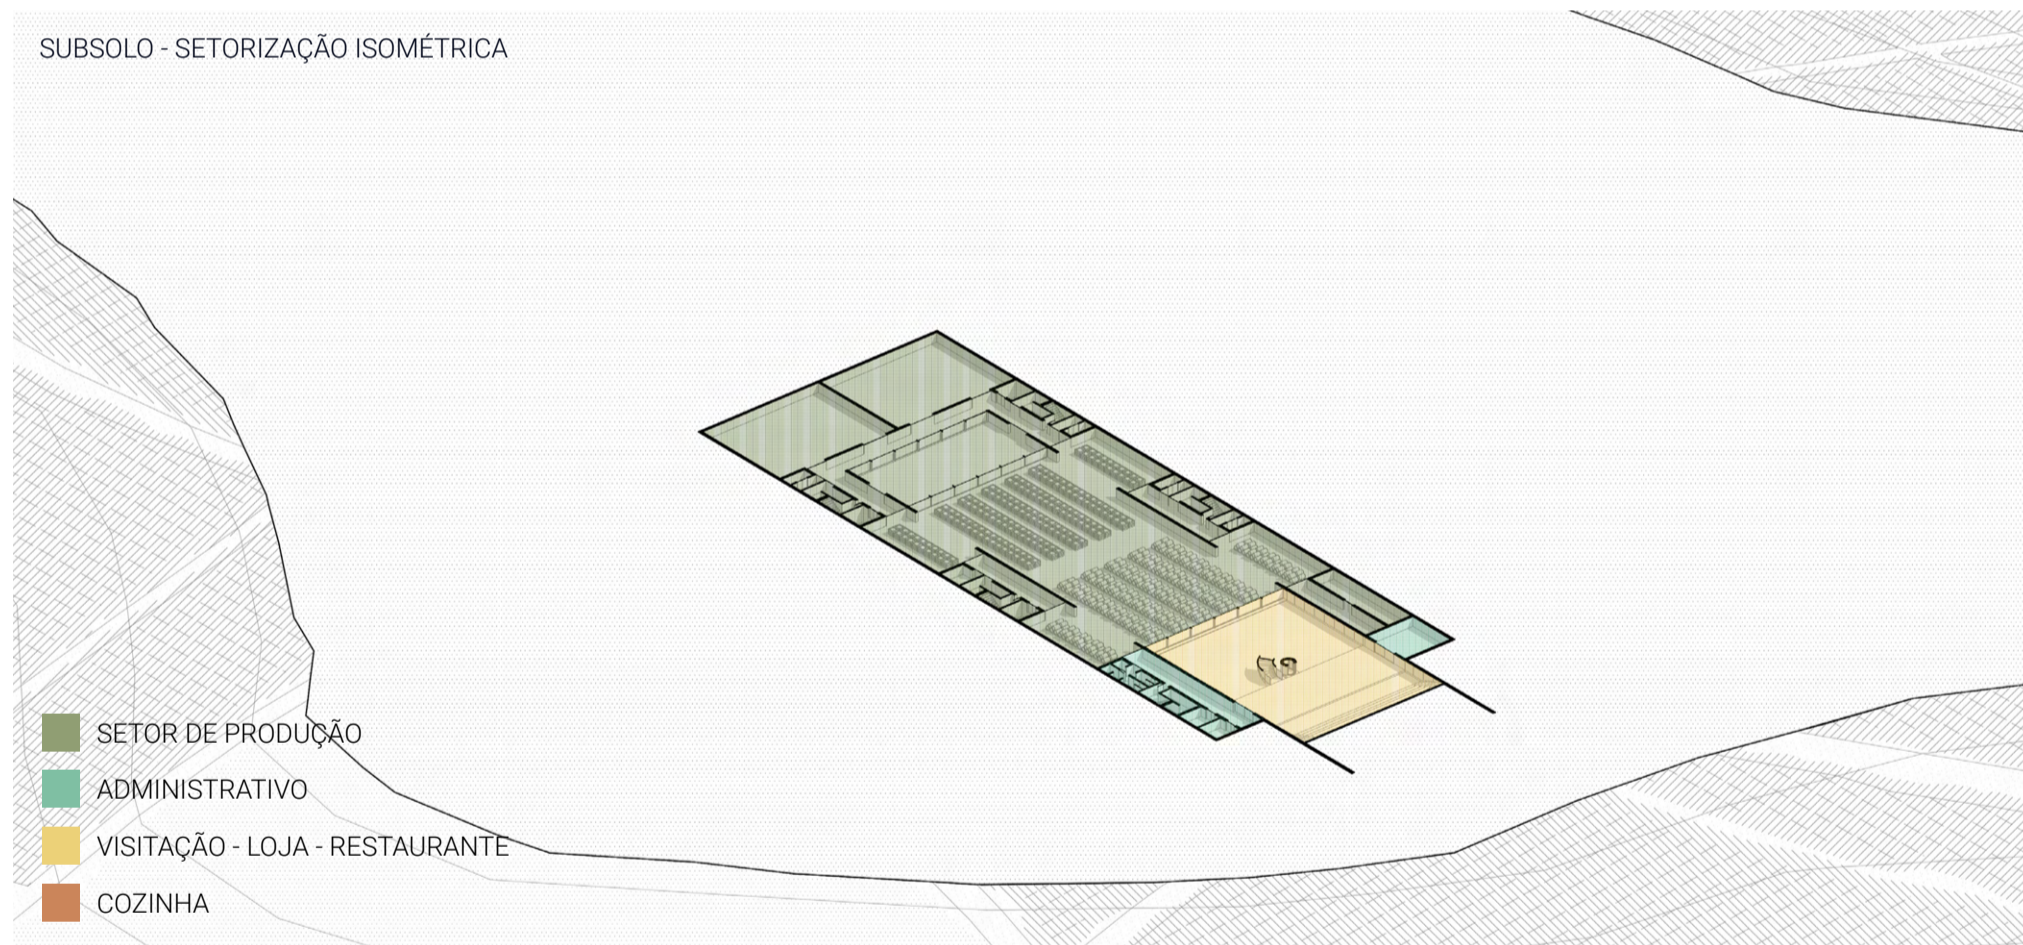 SUBSOLO - SETORIZAÇÃO ISOMÉTRICA
SETOR DE PRODUÇÃO
ADMINISTRATIVO
VISITAÇÃO - LOJA - RESTAURANTE
COZINHA